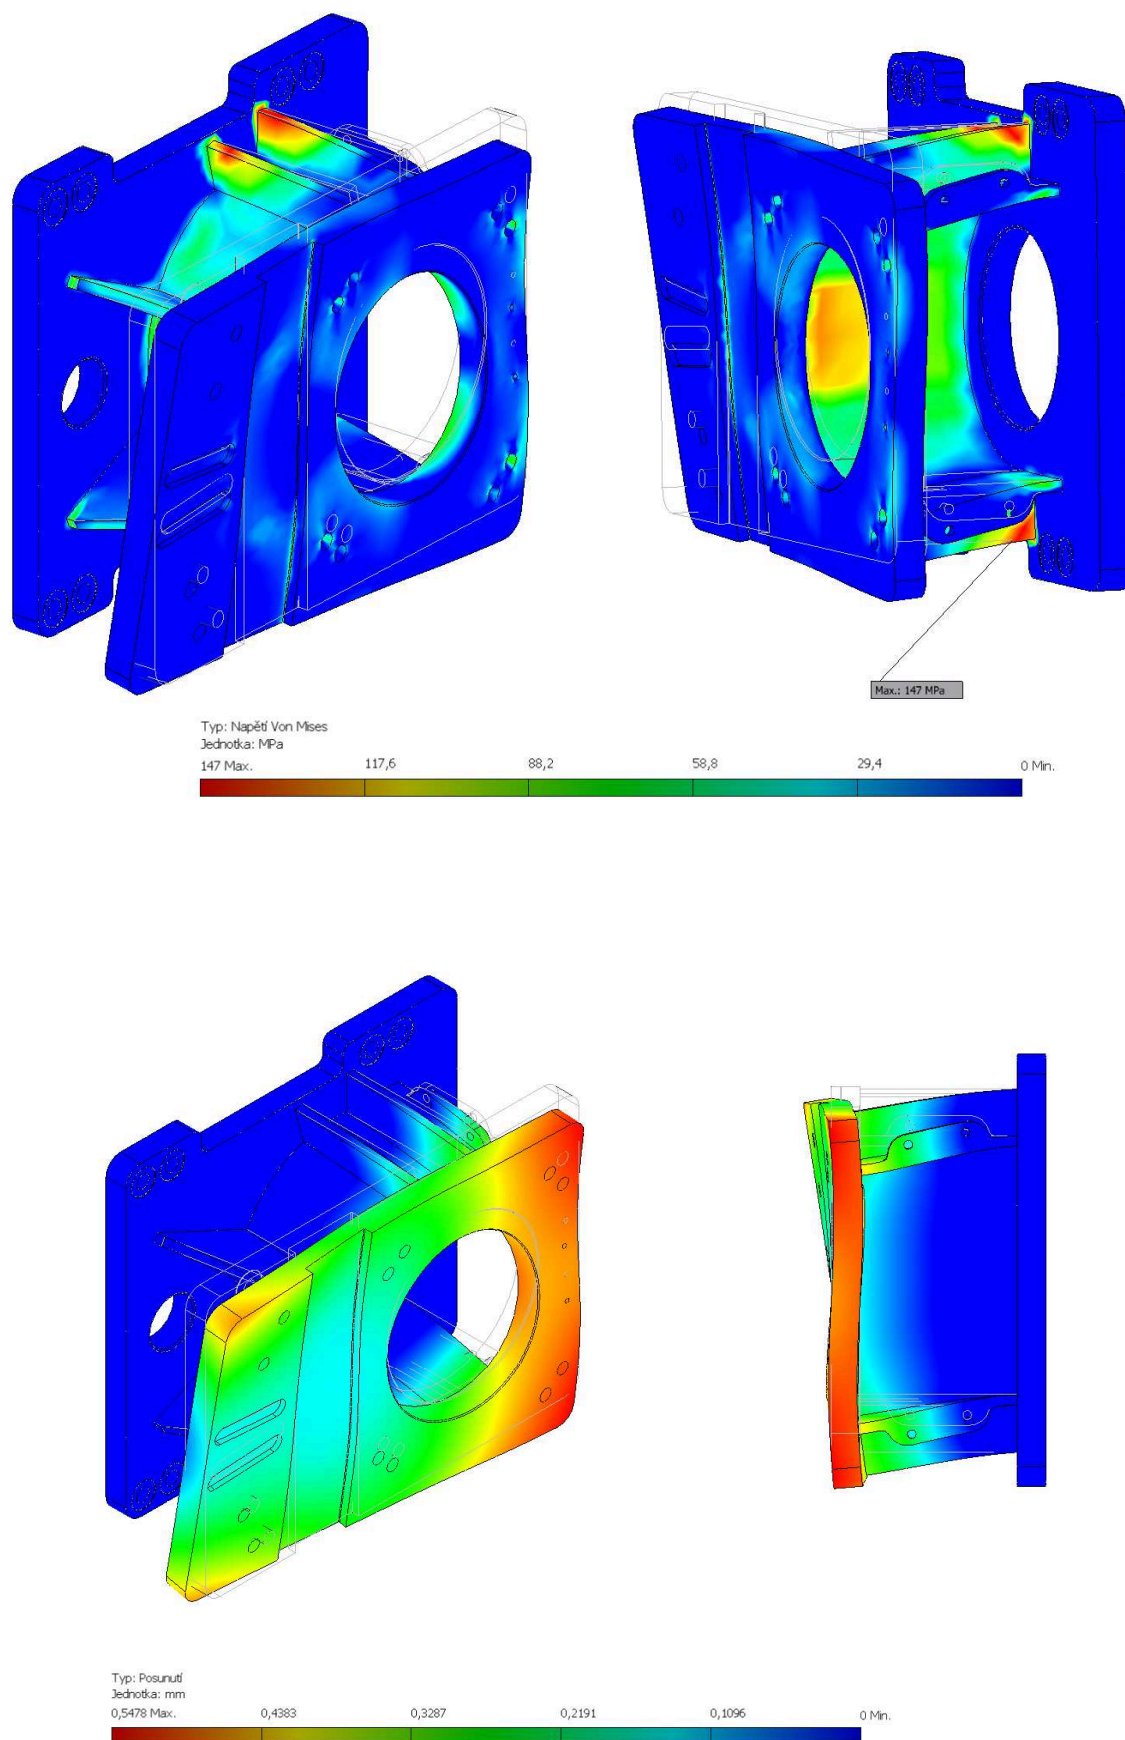 Max.: 147 MPa
Typ: Napětí Von Mises
Jednotka: MPa
147 Max. 117,6 88,2 58,8 29,4 0 Min.
Typ: Posunutí
Jednotka: mm
0,5478 Max. 0,4383 0,3287 0,2191 0,1096 0 Min.